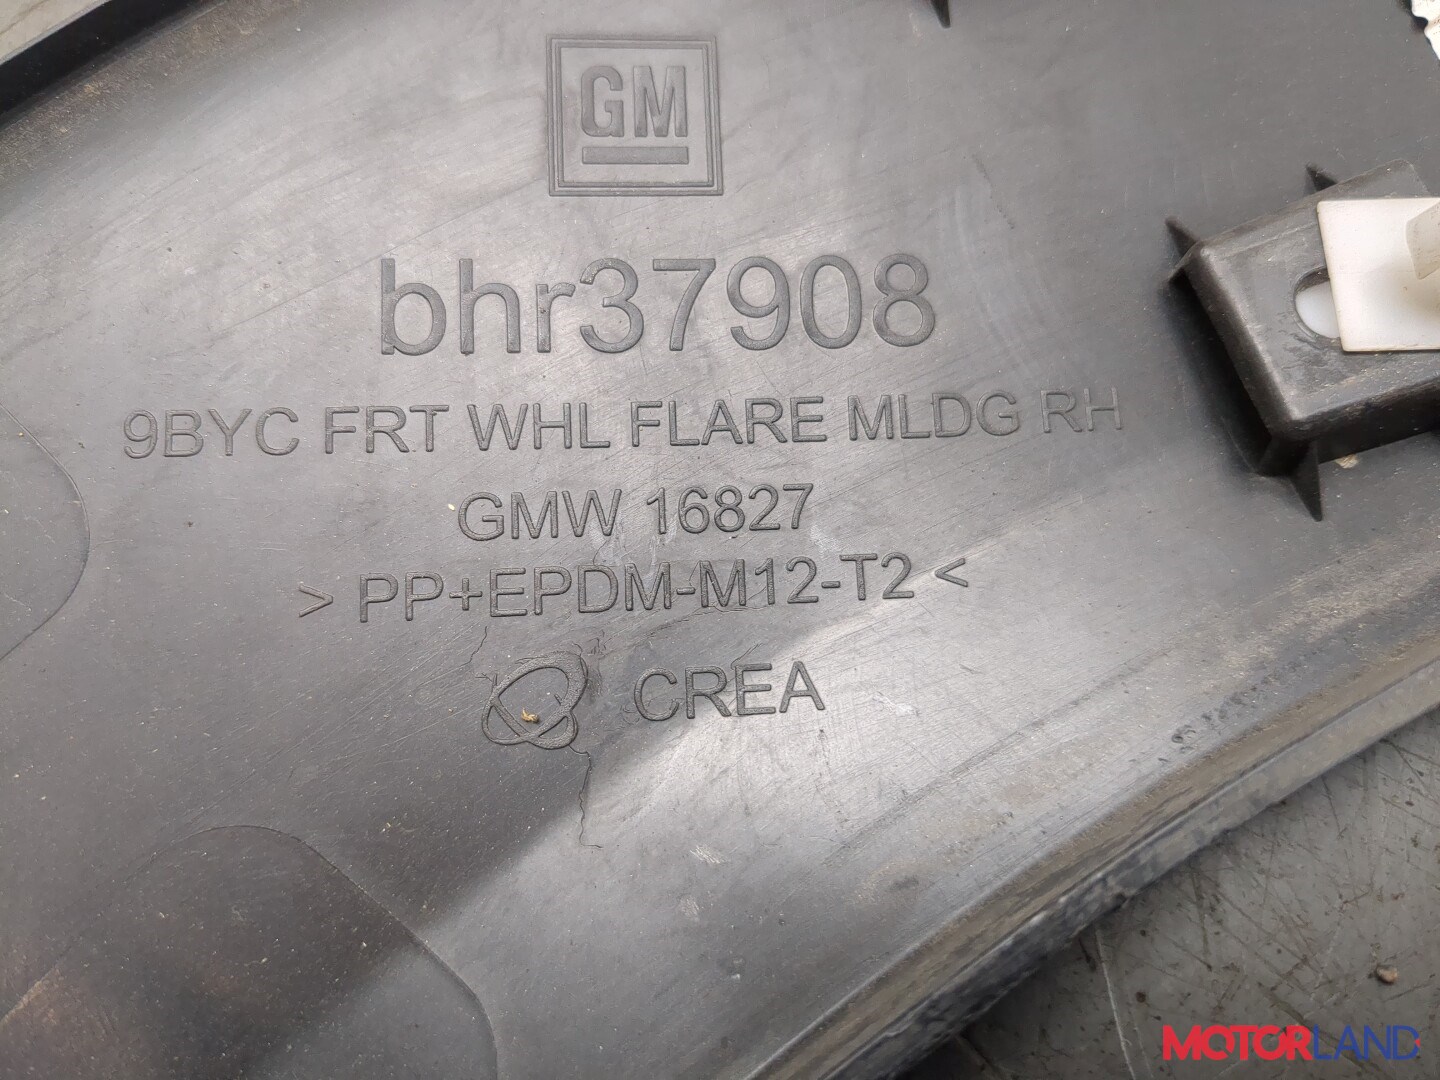 GM
bhr37908
9BYC FRT WHL FLARE MLDG RH
GMW 16827
> PP+EPDM-M12-T2 <
CREA
MOTORLAND